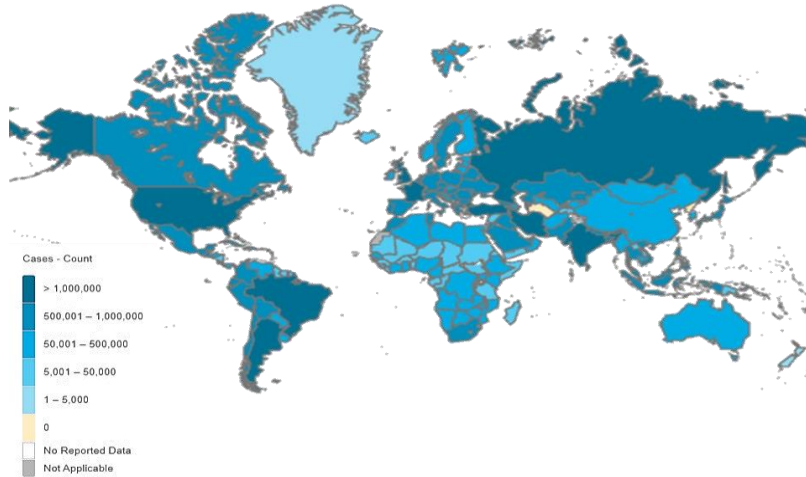 Cases - Count
> 1,000,000
500,001 – 1,000,000
50,001 – 500,000
5,001 – 50,000
1 – 5,000
0
No Reported Data
Not Applicable